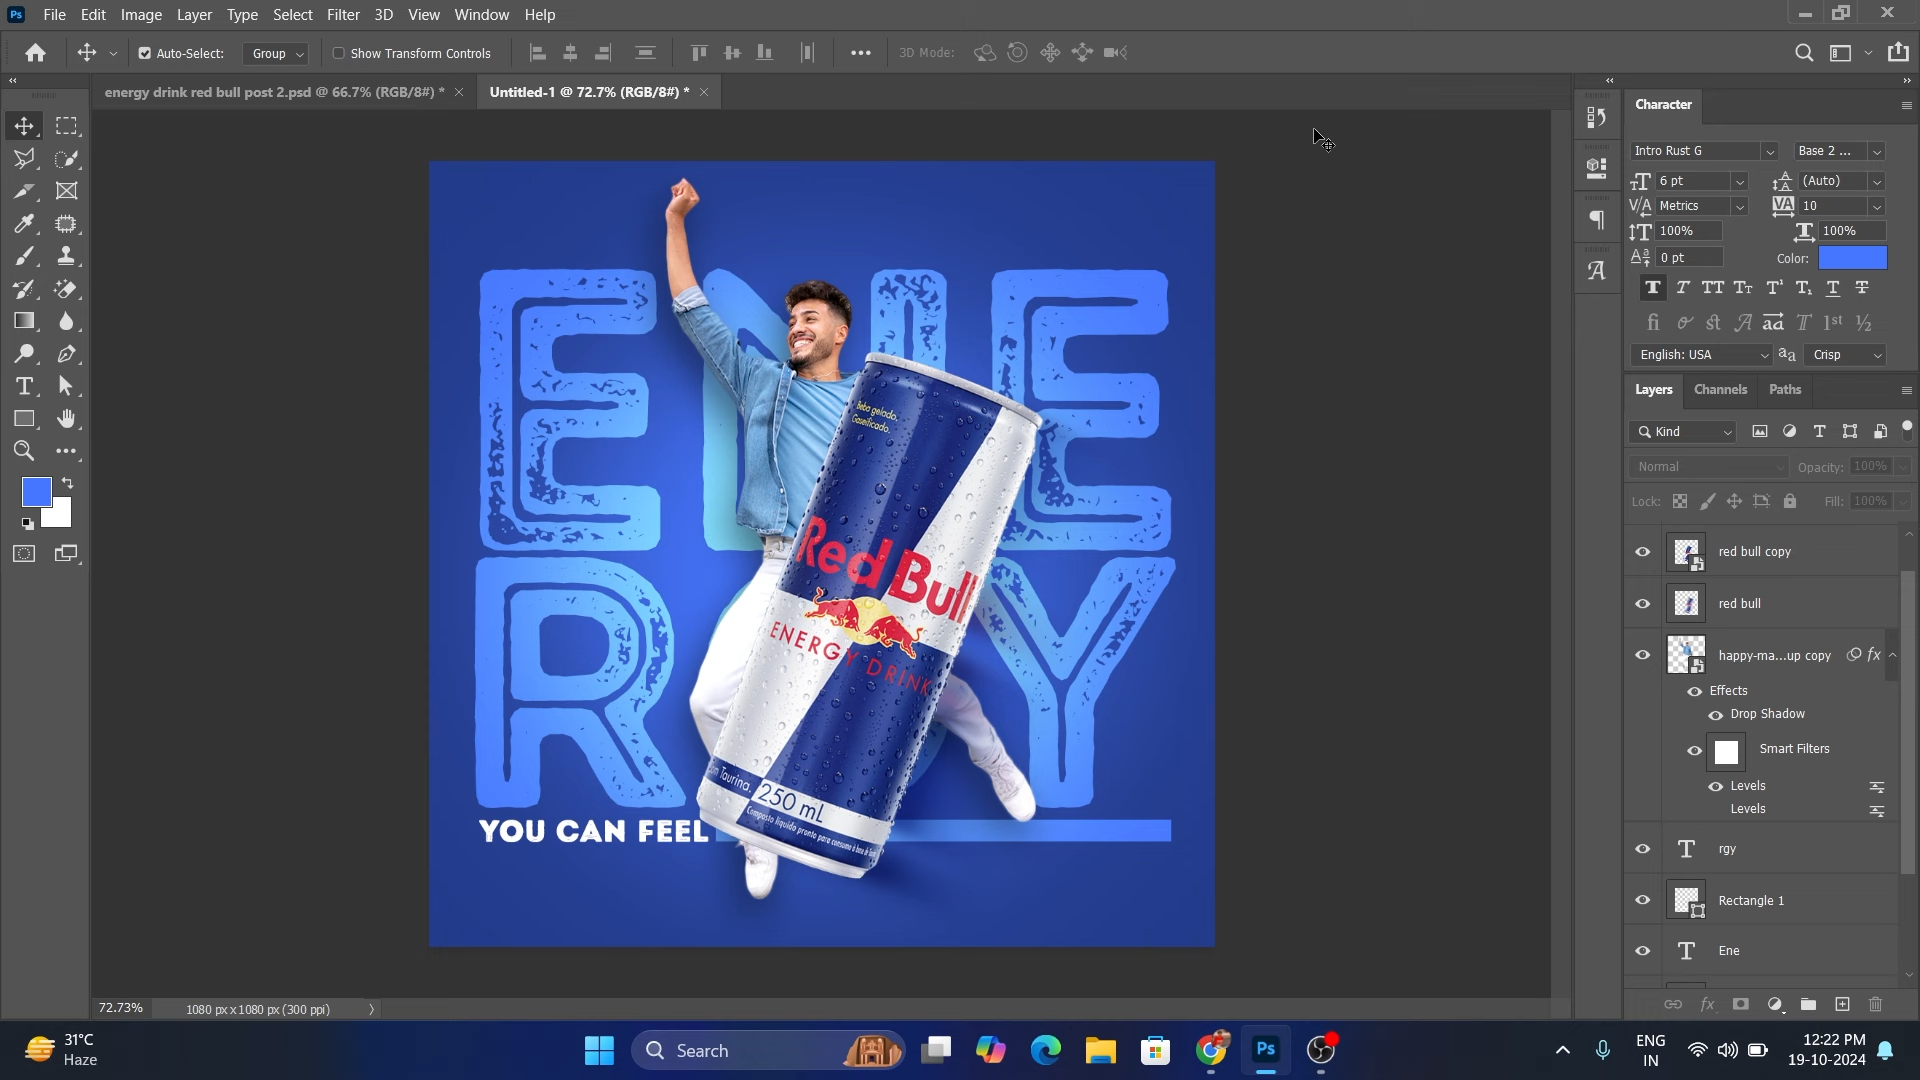 File Edit Image Layer Type Select Filter 3D View Window Help
Auto-Select: Group Show Transform Controls 3D Mode:
energy drink red bull post 2.psd @ 66.7% (RGB/8#) * × Untitled-1 @ 72.7% (RGB/8#) * ×
Character
Intro Rust G Base 2 ...
6 pt (Auto)
Metrics 10
100% 100%
0 pt Color:
English: USA Crisp
Layers Channels Paths
Kind
Normal Opacity: 100%
Lock: Fill: 100%
red bull copy
red bull
happy-ma...up copy fx
Effects
Drop Shadow
Smart Filters
Levels
Levels
rgy
Rectangle 1
Ene
ENE
R Y
YOU CAN FEEL
Beba gelado.
Gaseificado.
Red Bull
ENERGY DRINK
Taurina.
250 mL
72.73% 1080 px x 1080 px (300 ppi)
31°C
Haze
Search
ENG
IN
12:22 PM
19-10-2024